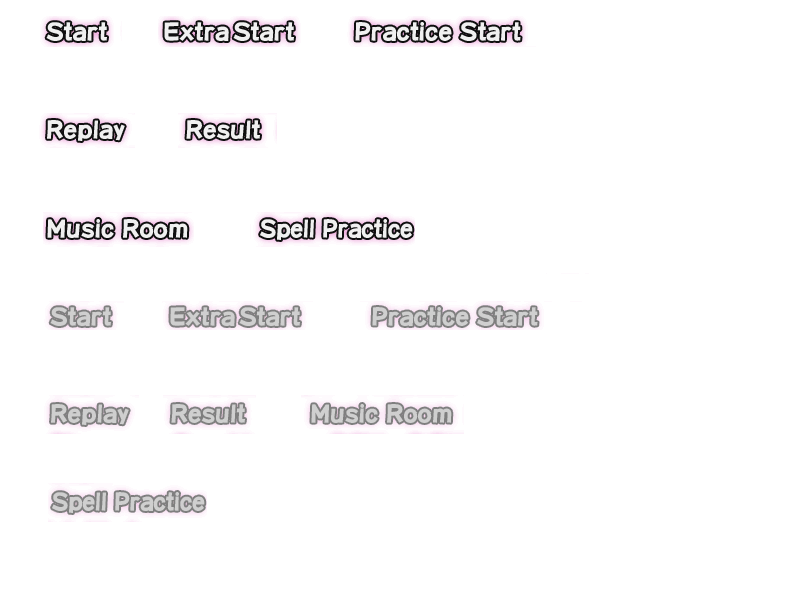 Start Extra Start Practice Start
Replay Result
Music Room Spell Practice
Start Extra Start Practice Start
Replay Result Music Room
Spell Practice